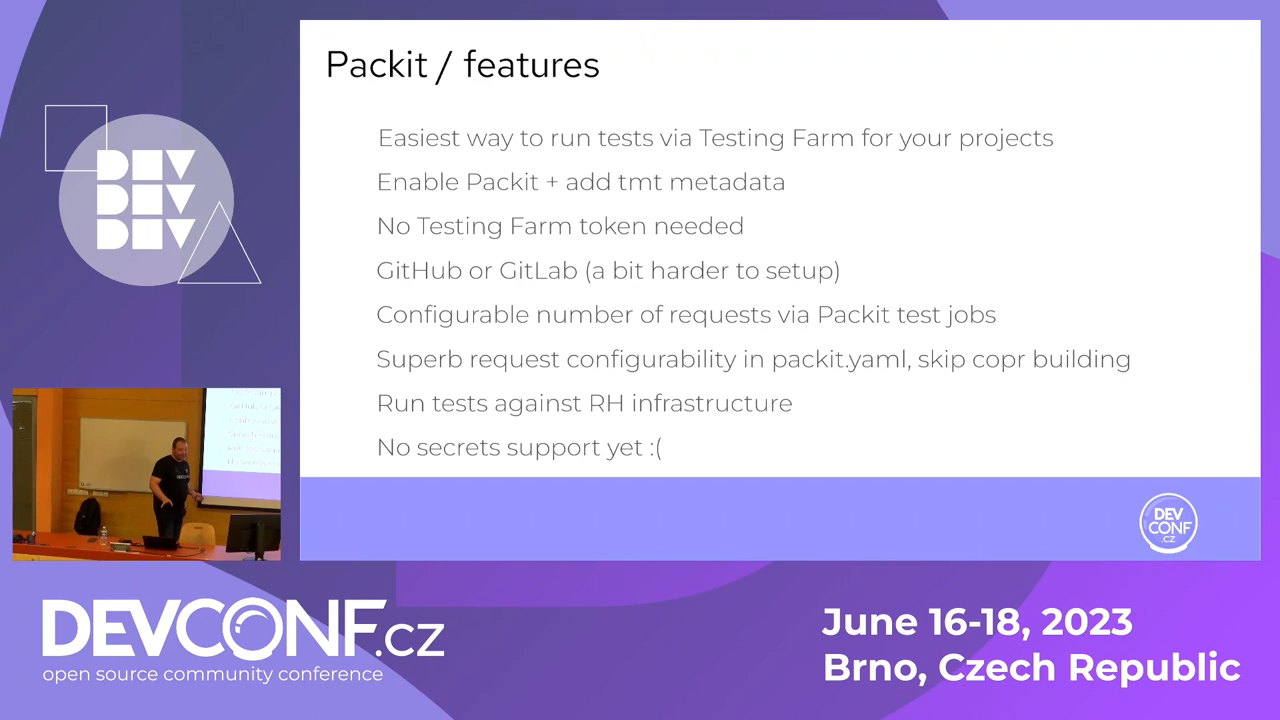 Packit / features
Easiest way to run tests via Testing Farm for your projects
Enable Packit + add tmt metadata
No Testing Farm token needed
GitHub or GitLab (a bit harder to setup)
Configurable number of requests via Packit test jobs
Superb request configurability in packit.yaml, skip copr building
Run tests against RH infrastructure
No secrets support yet :(
DEV
DEV
DEV
DEV
CONF
.CZ
DEVCONF.cz
open source community conference
June 16-18, 2023
Brno, Czech Republic